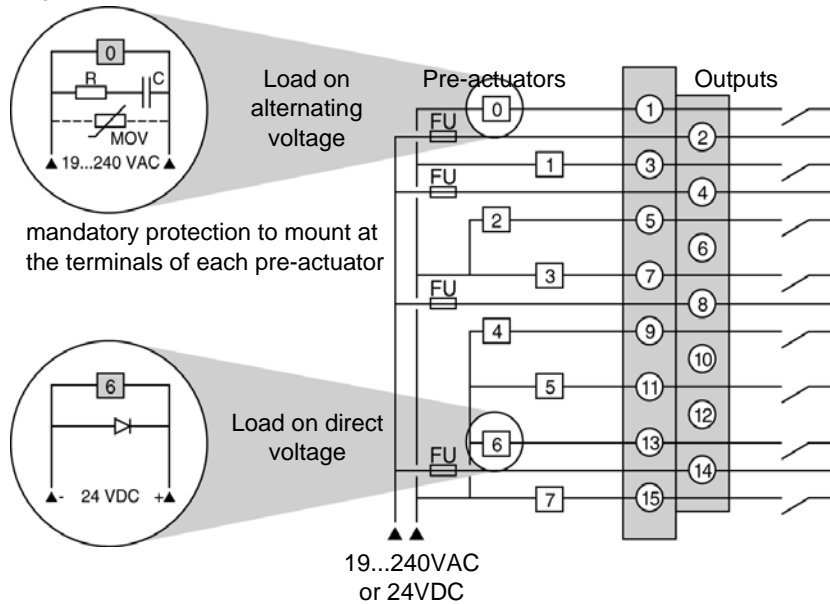 0
R
C
MOV
19...240 VAC
mandatory protection to mount at
the terminals of each pre-actuator
Load on
alternating
voltage
Pre-actuators
Outputs
0
1
FU
2
1
3
FU
4
2
5
6
3
7
FU
8
4
9
10
5
11
12
6
13
FU
14
7
15
6
- 24 VDC +
Load on direct
voltage
19...240VAC
or 24VDC